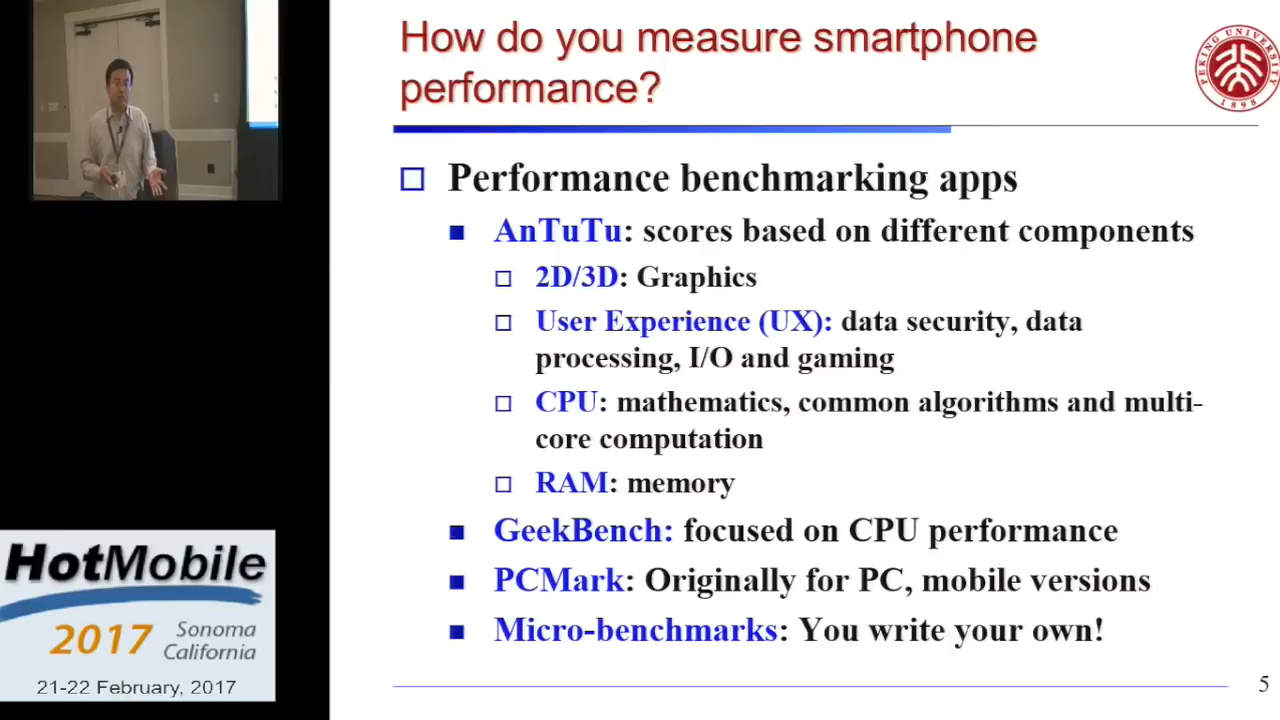 How do you measure smartphone
performance?
PEKING UNIVERSITY
1898
Performance benchmarking apps
AnTuTu: scores based on different components
2D/3D: Graphics
User Experience (UX): data security, data
processing, I/O and gaming
CPU: mathematics, common algorithms and multi-
core computation
RAM: memory
GeekBench: focused on CPU performance
PCMark: Originally for PC, mobile versions
Micro-benchmarks: You write your own!
5
HotMobile
2017 Sonoma
California
21-22 February, 2017